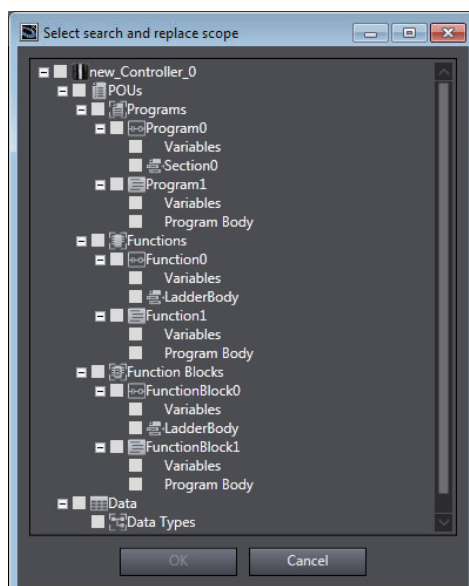 Select search and replace scope
new_Controller_0
POUs
Programs
Program0
Variables
Section0
Program1
Variables
Program Body
Functions
Function0
Variables
LadderBody
Function1
Variables
Program Body
Function Blocks
FunctionBlock0
Variables
LadderBody
FunctionBlock1
Variables
Program Body
Data
Data Types
OK
Cancel